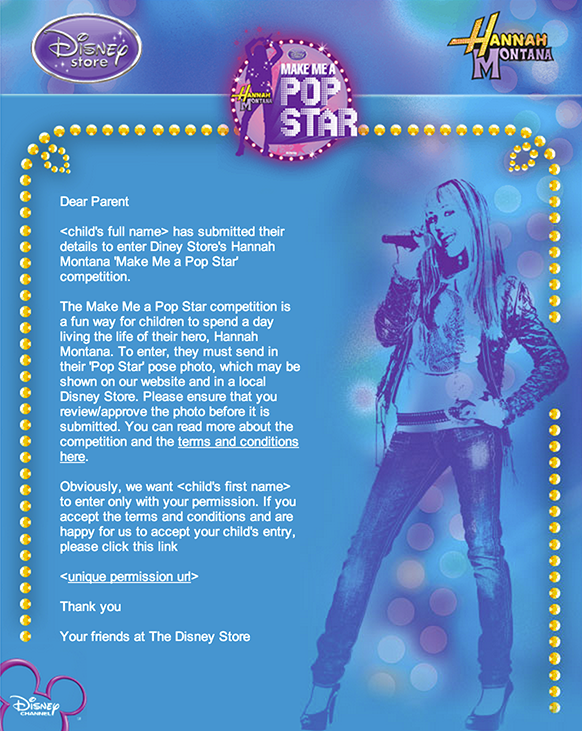 Disney
store
HANNAH
MONTANA
MAKE ME A
POP
STAR
HANNAH
MONTANA
Dear Parent
<child's full name> has submitted their
details to enter Diney Store's Hannah
Montana 'Make Me a Pop Star'
competition.
The Make Me a Pop Star competition is
a fun way for children to spend a day
living the life of their hero, Hannah
Montana. To enter, they must send in
their 'Pop Star' pose photo, which may be
shown on our website and in a local
Disney Store. Please ensure that you
review/approve the photo before it is
submitted. You can read more about the
competition and the terms and conditions
here.
Obviously, we want <child's first name>
to enter only with your permission. If you
accept the terms and conditions and are
happy for us to accept your child's entry,
please click this link
<unique permission url>
Thank you
Your friends at The Disney Store
Disney
CHANNEL